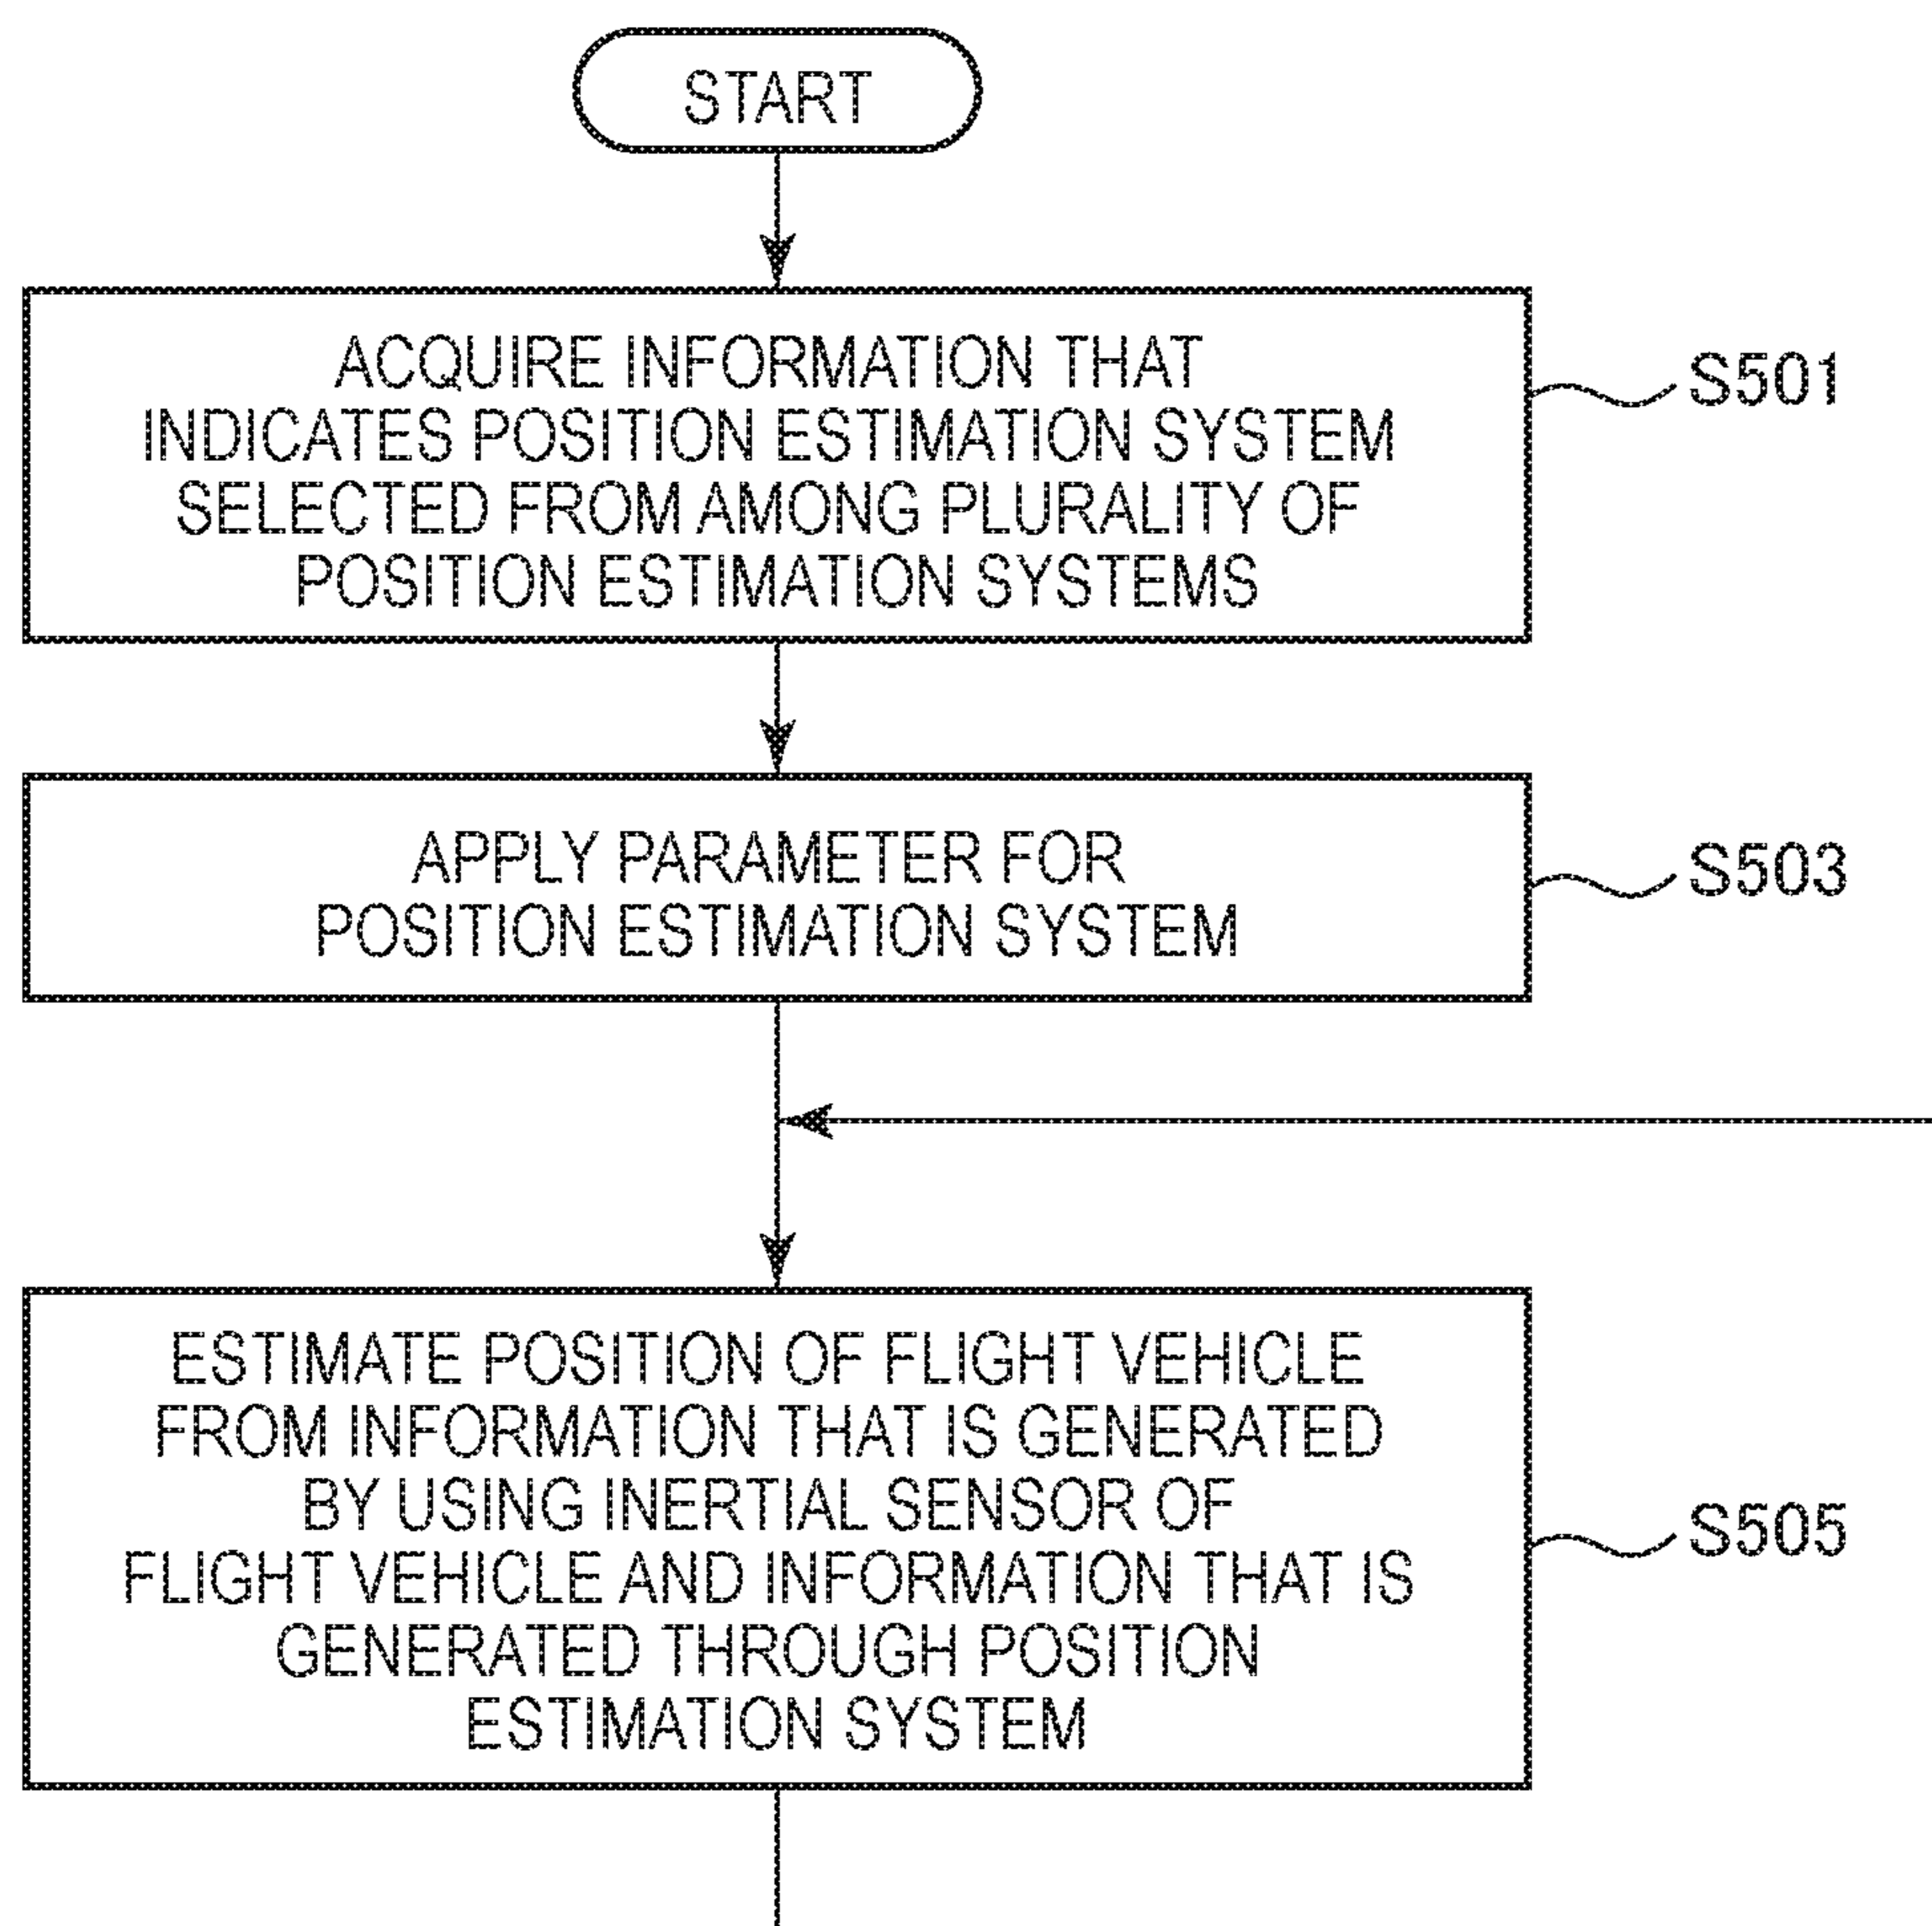 START
ACQUIRE INFORMATION THAT
INDICATES POSITION ESTIMATION SYSTEM
SELECTED FROM AMONG PLURALITY OF
POSITION ESTIMATION SYSTEMS
S501
APPLY PARAMETER FOR
POSITION ESTIMATION SYSTEM
S503
ESTIMATE POSITION OF FLIGHT VEHICLE
FROM INFORMATION THAT IS GENERATED
BY USING INERTIAL SENSOR OF
FLIGHT VEHICLE AND INFORMATION THAT IS
GENERATED THROUGH POSITION
ESTIMATION SYSTEM
S505